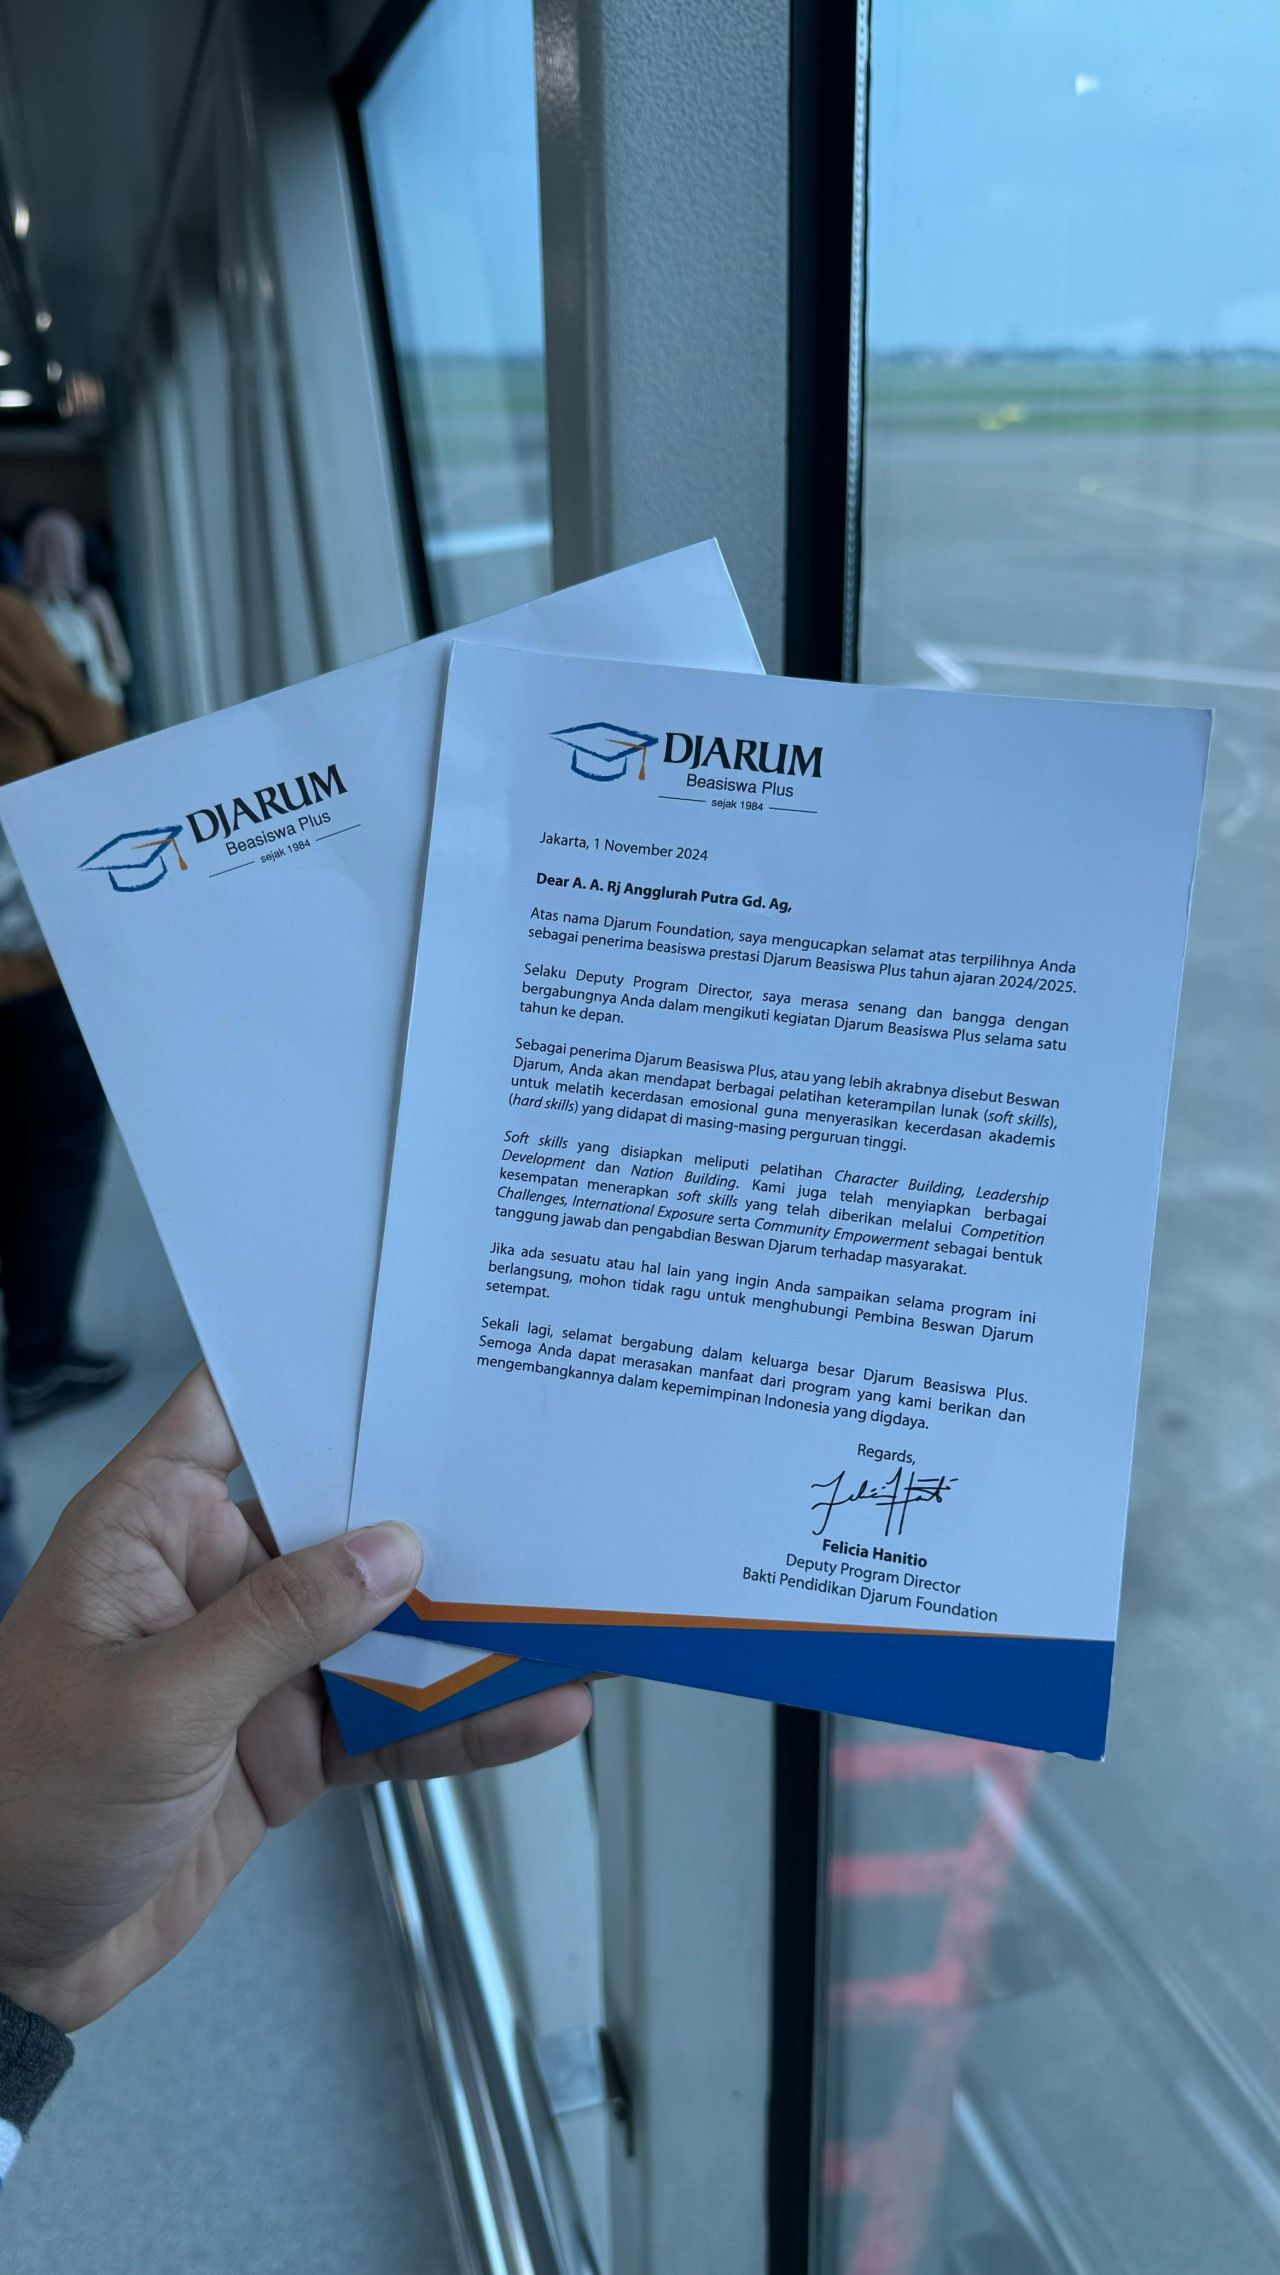 DJARUM
Beasiswa Plus
sejak 1984
DJARUM
Beasiswa Plus
sejak 1984
Jakarta, 1 November 2024
Dear A. A. Rj Angglurah Putra Gd. Ag,
Atas nama Djarum Foundation, saya mengucapkan selamat atas terpilihnya Anda
sebagai penerima beasiswa prestasi Djarum Beasiswa Plus tahun ajaran 2024/2025.
Selaku Deputy Program Director, saya merasa senang dan bangga dengan
bergabungnya Anda dalam mengikuti kegiatan Djarum Beasiswa Plus selama satu
tahun ke depan.
Sebagai penerima Djarum Beasiswa Plus, atau yang lebih akrabnya disebut Beswan
Djarum, Anda akan mendapat berbagai pelatihan keterampilan lunak (soft skills),
untuk melatih kecerdasan emosional guna menyerasikan kecerdasan akademis
(hard skills) yang didapat di masing-masing perguruan tinggi.
Soft skills yang disiapkan meliputi pelatihan Character Building, Leadership
Development dan Nation Building. Kami juga telah menyiapkan berbagai
kesempatan menerapkan soft skills yang telah diberikan melalui Competition
Challenges, International Exposure serta Community Empowerment sebagai bentuk
tanggung jawab dan pengabdian Beswan Djarum terhadap masyarakat.
Jika ada sesuatu atau hal lain yang ingin Anda sampaikan selama program ini
berlangsung, mohon tidak ragu untuk menghubungi Pembina Beswan Djarum
setempat.
Sekali lagi, selamat bergabung dalam keluarga besar Djarum Beasiswa Plus.
Semoga Anda dapat merasakan manfaat dari program yang kami berikan dan
mengembangkannya dalam kepemimpinan Indonesia yang digdaya.
Regards,
Felicia Hanitio
Deputy Program Director
Bakti Pendidikan Djarum Foundation